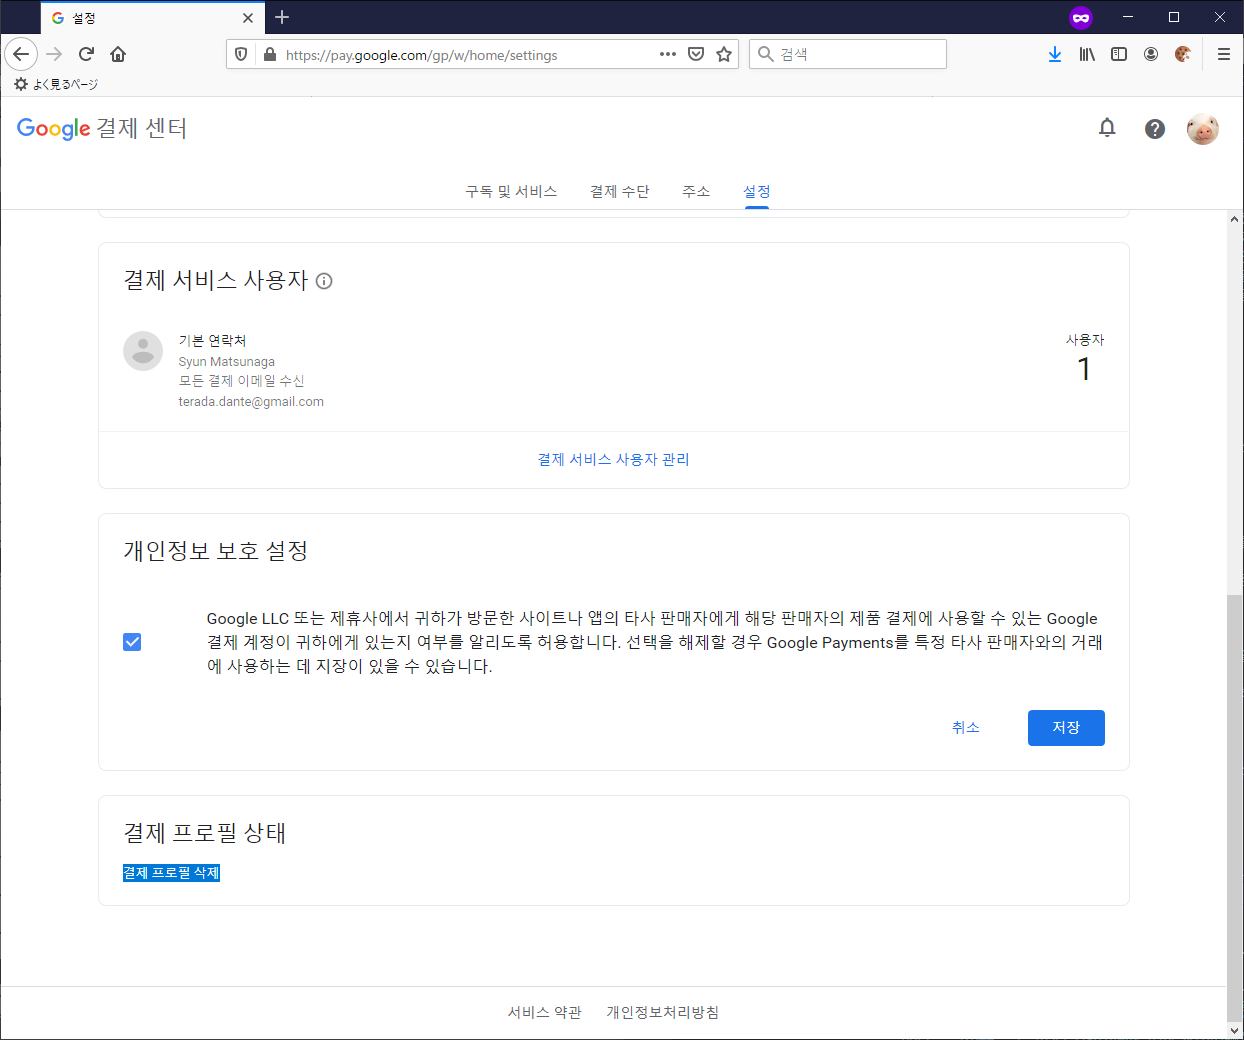 설정
https://pay.google.com/gp/w/home/settings
검색
よく見るページ
Google 결제 센터
구독 및 서비스
결제 수단
주소
설정
결제 서비스 사용자
기본 연락처
Syun Matsunaga
모든 결제 이메일 수신
terada.dante@gmail.com
사용자
1
결제 서비스 사용자 관리
개인정보 보호 설정
Google LLC 또는 제휴사에서 귀하가 방문한 사이트나 앱의 타사 판매자에게 해당 판매자의 제품 결제에 사용할 수 있는 Google
결제 계정이 귀하에게 있는지 여부를 알리도록 허용합니다. 선택을 해제할 경우 Google Payments를 특정 타사 판매자와의 거래
에 사용하는 데 지장이 있을 수 있습니다.
취소
저장
결제 프로필 상태
결제 프로필 삭제
서비스 약관
개인정보처리방침